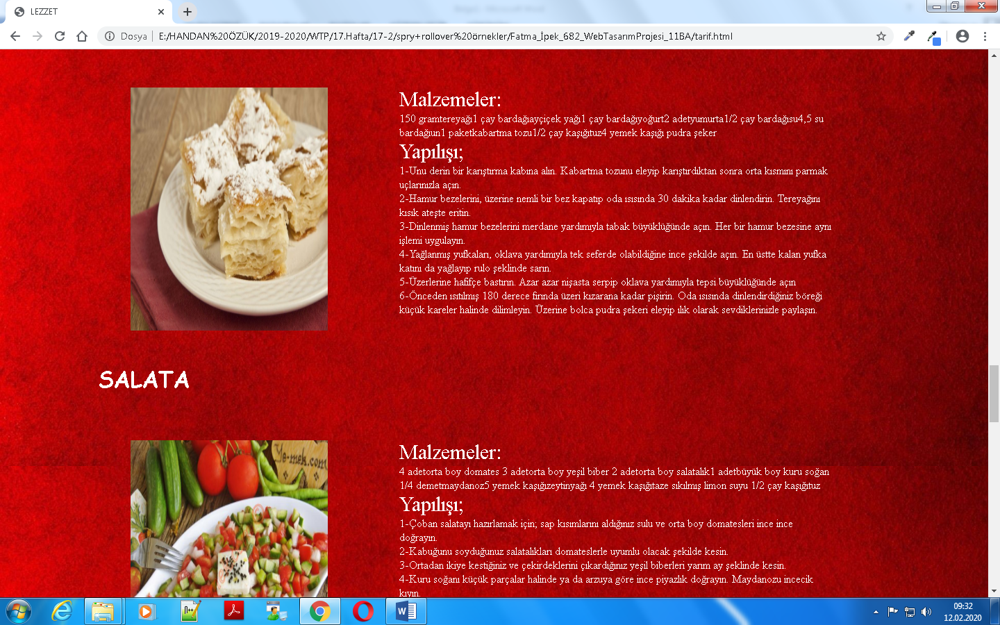 LEZZET
Dosya
E:/HANDAN%20ÖZÜK/2019-2020/WTP/17.Hafta/17-2/spry+rollover%20örnekler/Fatma_İpek_682_WebTasarımProjesi_11BA/tarif.html
Malzemeler:
150 gramtereyağı1 çay bardağıayçiçek yağı1 çay bardağıyoğurt2 adetyumurta1/2 çay bardağısu4,5 su
bardağıun1 paketkabartma tozu1/2 çay kaşığıtuz4 yemek kaşığı pudra şeker
Yapılışı;
1-Unu derin bir karıştırma kabına alın. Kabartma tozunu eleyip karıştırdıktan sonra orta kısmını parmak
uçlarınızla açın.
2-Hamur bezelerini, üzerine nemli bir bez kapatıp oda ısısında 30 dakika kadar dinlendirin. Tereyağını
kısık ateşte eritin.
3-Dinlenmiş hamur bezelerini merdane yardımıyla tabak büyüklüğünde açın. Her bir hamur bezesine aynı
işlemi uygulayın.
4-Yağlanmış yufkaları, oklava yardımıyla tek seferde olabildiğine ince şekilde açın. En üstte kalan yufka
katını da yağlayıp rulo şeklinde sarın.
5-Üzerlerine hafifçe bastırın. Azar azar nişasta serpip oklava yardımıyla tepsi büyüklüğünde açın
6-Önceden ısıtılmış 180 derece fırında üzeri kızarana kadar pişirin. Oda ısısında dinlendirdiğiniz böreği
küçük kareler halinde dilimleyin. Üzerine bolca pudra şekeri eleyip ılık olarak sevdiklerinizle paylaşın.
SALATA
Ye-mek.com
Malzemeler:
4 adetorta boy domates 3 adetorta boy yeşil biber 2 adetorta boy salatalık1 adetbüyük boy kuru soğan
1/4 demetmaydanoz5 yemek kaşığızeytinyağı 4 yemek kaşığıtaze sıkılmış limon suyu 1/2 çay kaşığıtuz
Yapılışı;
1-Çoban salatayı hazırlamak için; sap kısımlarını aldığınız sulu ve orta boy domatesleri ince ince
doğrayın.
2-Kabuğunu soyduğunuz salatalıkları domateslerle uyumlu olacak şekilde kesin.
3-Ortadan ikiye kestiğiniz ve çekirdeklerini çıkardığınız yeşil biberleri yarım ay şeklinde kesin.
4-Kuru soğanı küçük parçalar halinde ya da arzuya göre ince piyazlık doğrayın. Maydanozu incecik
kıyın.
09:32
12.02.2020